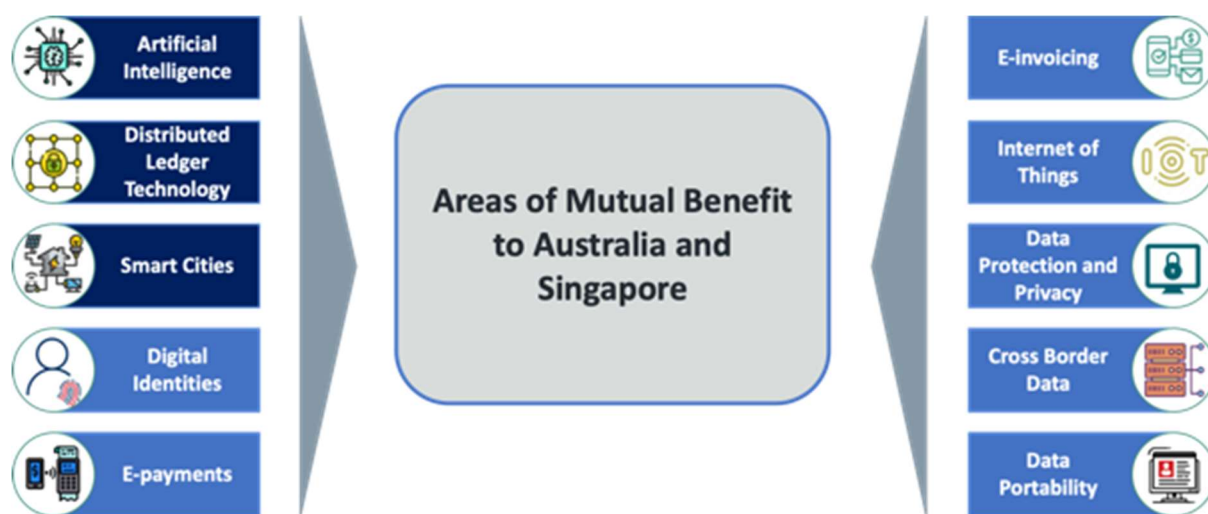 Artificial
Intelligence
Distributed
Ledger
Technology
Smart Cities
Digital
Identities
E-payments
Areas of Mutual Benefit
to Australia and
Singapore
E-invoicing
Internet of
Things
IOT
Data
Protection and
Privacy
Cross Border
Data
Data
Portability